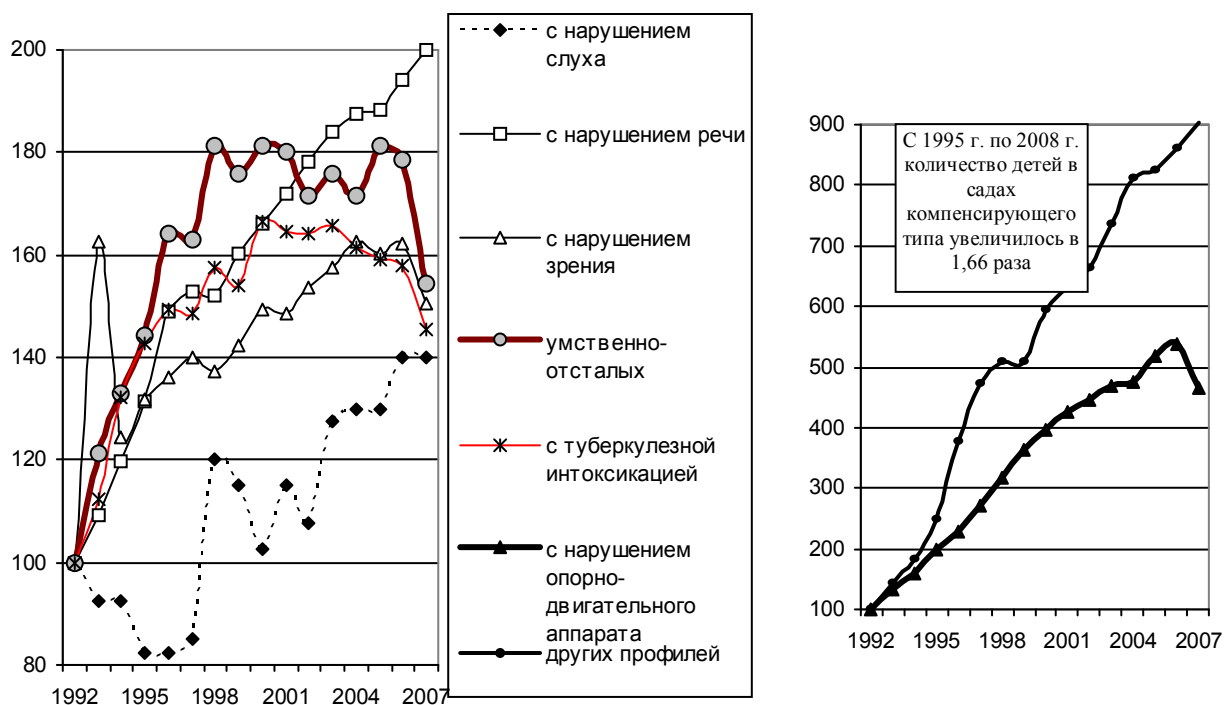 200
180
160
140
120
100
80
1992 1995 1998 2001 2004 2007
с нарушением
слуха
с нарушением речи
с нарушением
зрения
умственно-
отсталых
с туберкулезной
интоксикацией
с нарушением
опорно-
двигательного
аппарата
других профилей
900
800
700
600
500
400
300
200
100
1992 1995 1998 2001 2004 2007
С 1995 г. по 2008 г.
количество детей в
садах
компенсирующего
типа увеличилось в
1,66 раза